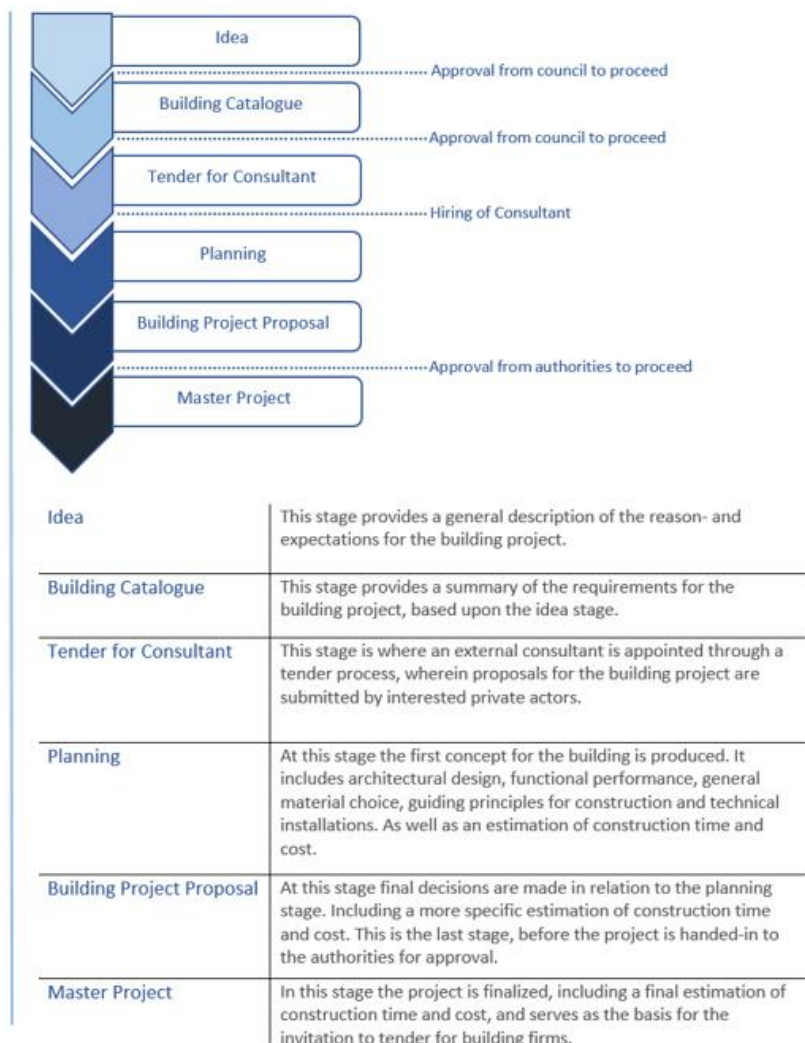 Idea
Approval from council to proceed
Building Catalogue
Approval from council to proceed
Tender for Consultant
Hiring of Consultant
Planning
Building Project Proposal
Approval from authorities to proceed
Master Project
Idea
This stage provides a general description of the reason- and
expectations for the building project.
Building Catalogue
This stage provides a summary of the requirements for the
building project, based upon the idea stage.
Tender for Consultant
This stage is where an external consultant is appointed through a
tender process, wherein proposals for the building project are
submitted by interested private actors.
Planning
At this stage the first concept for the building is produced. It
includes architectural design, functional performance, general
material choice, guiding principles for construction and technical
installations. As well as an estimation of construction time and
cost.
Building Project Proposal
At this stage final decisions are made in relation to the planning
stage. Including a more specific estimation of construction time
and cost. This is the last stage, before the project is handed-in to
the authorities for approval.
Master Project
In this stage the project is finalized, including a final estimation of
construction time and cost, and serves as the basis for the
invitation to tender for building firms.